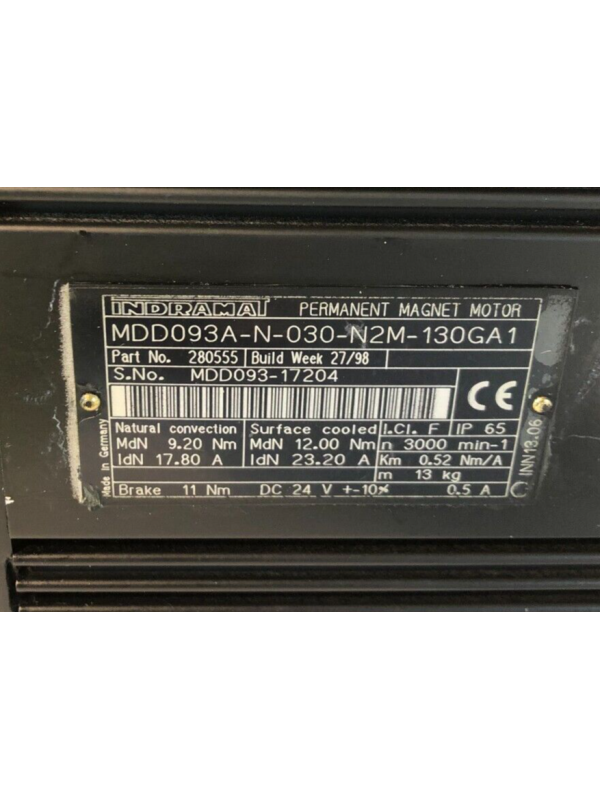 INDRAMAT PERMANENT MAGNET MOTOR
MDD093A-N-030-N2M-130GA1
Part No. 280555 Build Week 27/98
S.No. MDD093-17204
CE
Natural convection Surface cooled I.Cl. F IP 65
MdN 9.20 Nm MdN 12.00 Nm n 3000 min-1
IdN 17.80 A IdN 23.20 A Km 0.52 Nm/A
m 13 kg
Brake 11 Nm DC 24 V +-10% 0.5 A
Made in Germany
INN13.06